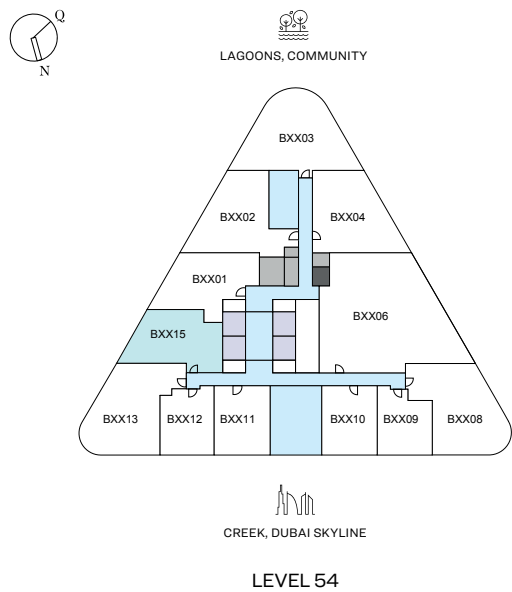 Q
N
LAGOONS, COMMUNITY
BXX03
BXX02
BXX04
BXX01
BXX06
BXX15
BXX13
BXX12
BXX11
BXX10
BXX09
BXX08
CREEK, DUBAI SKYLINE
LEVEL 54